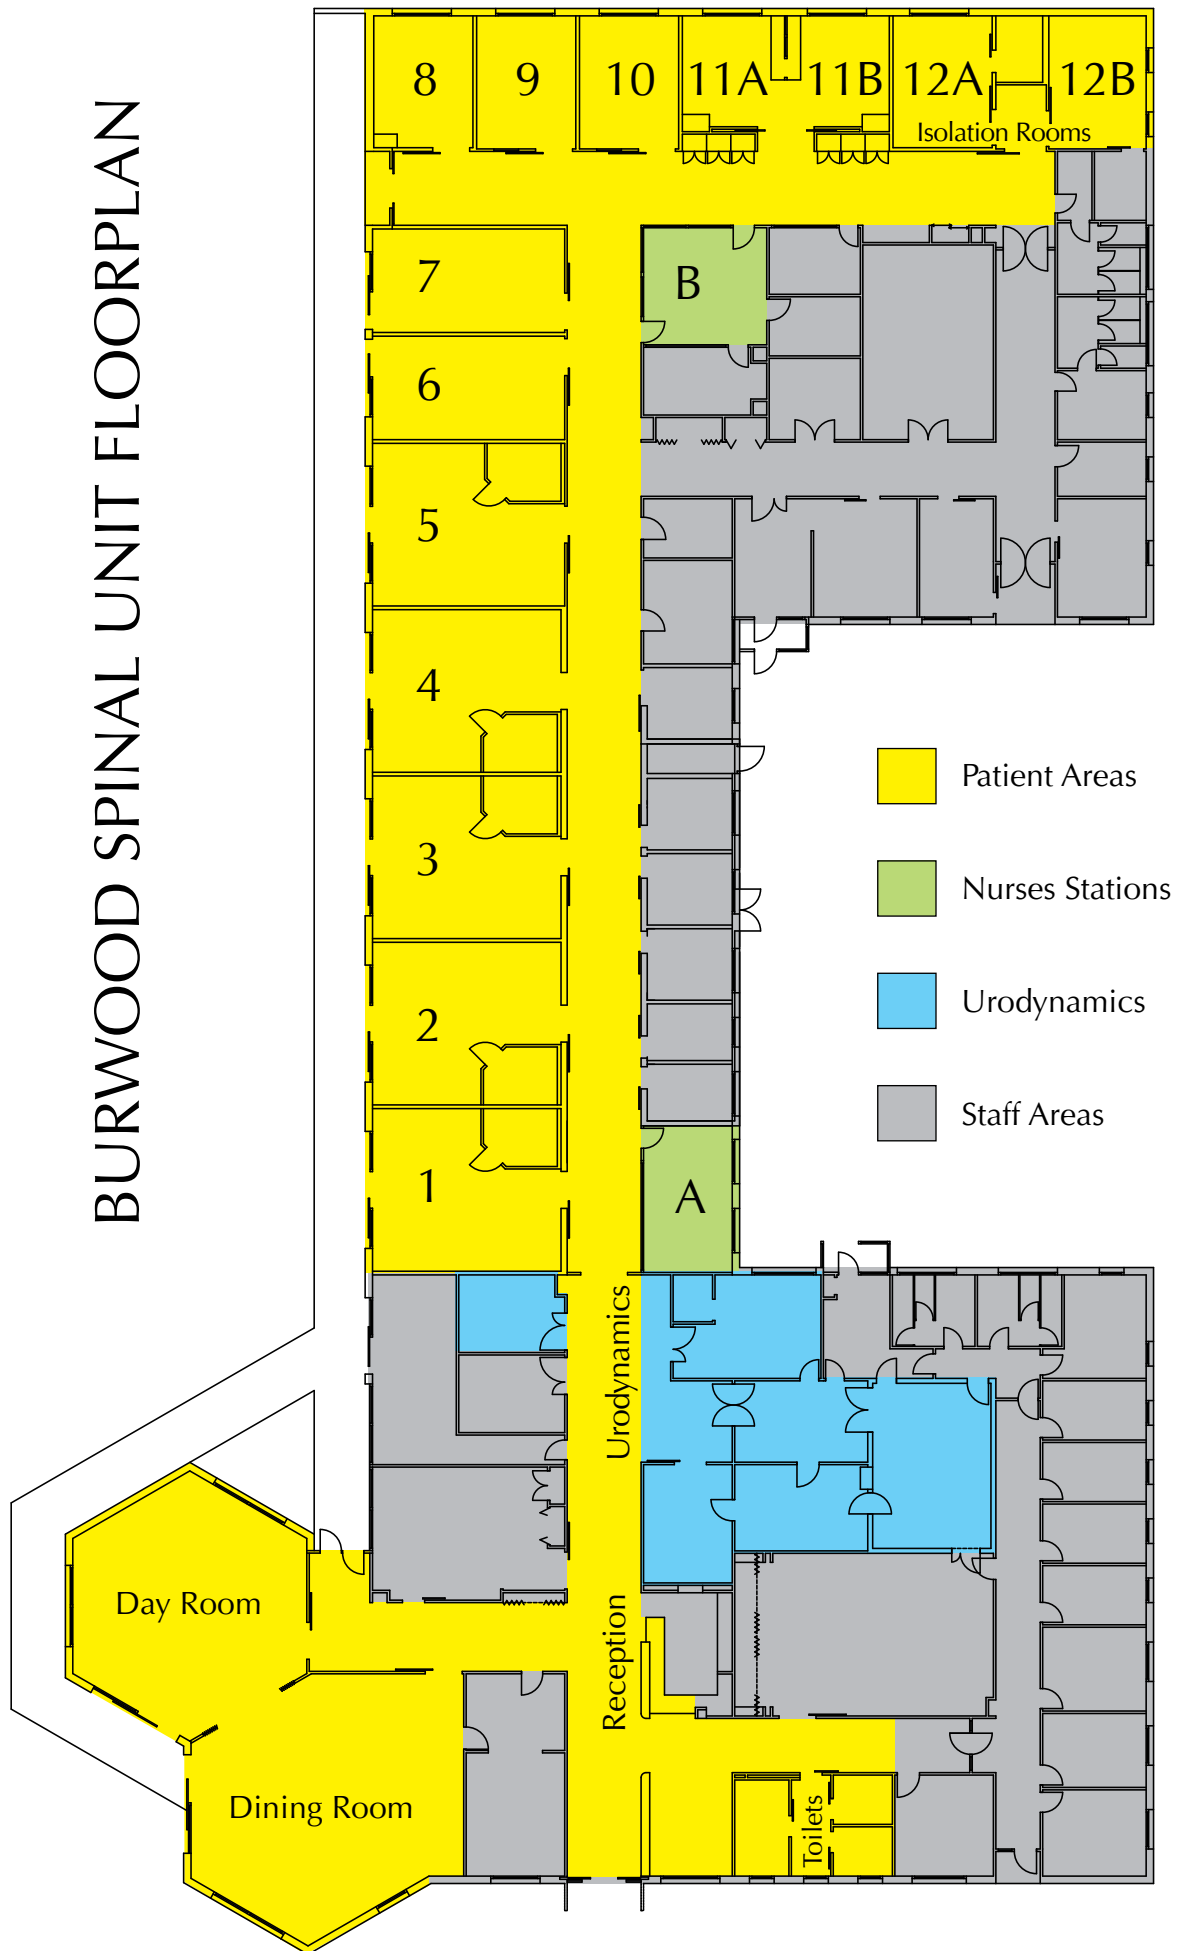 BURWOOD SPINAL UNIT FLOORPLAN
8
9
10
11A
11B
12A
12B
Isolation Rooms
7
B
6
5
4
3
2
1
A
Patient Areas
Nurses Stations
Urodynamics
Staff Areas
Urodynamics
Day Room
Reception
Dining Room
Toilets